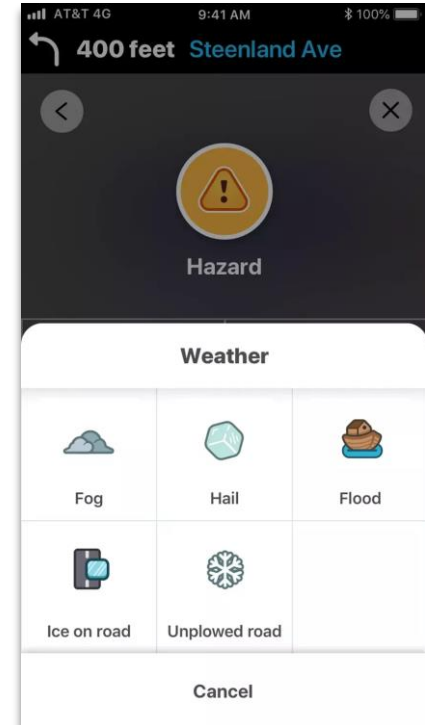 AT&T 4G 9:41 AM 100%
400 feet Steenland Ave
Hazard
Weather
Fog Hail Flood
Ice on road Unplowed road
Cancel